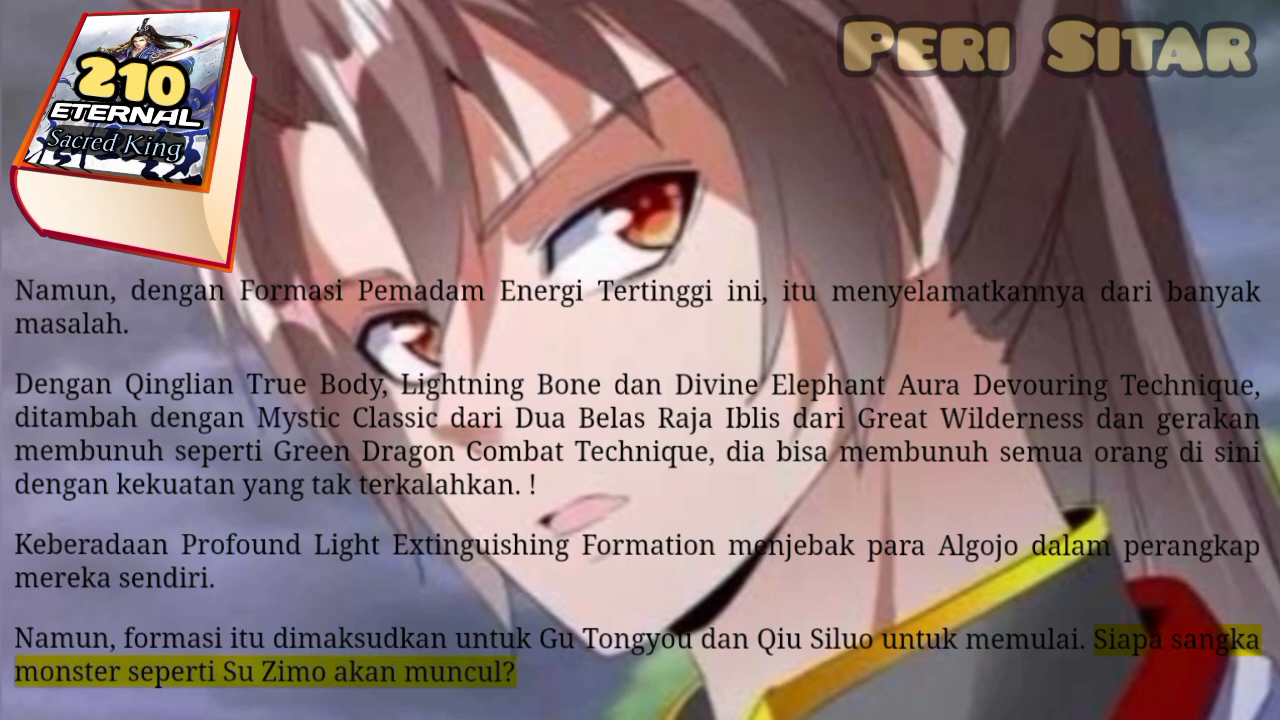 210
ETERNAL
Sacred King
Peri Sitar
Namun, dengan Formasi Pemadam Energi Tertinggi ini, itu menyelamatkannya dari banyak
masalah.
Dengan Qinglian True Body, Lightning Bone dan Divine Elephant Aura Devouring Technique,
ditambah dengan Mystic Classic dari Dua Belas Raja Iblis dari Great Wilderness dan gerakan
membunuh seperti Green Dragon Combat Technique, dia bisa membunuh semua orang di sini
dengan kekuatan yang tak terkalahkan. !
Keberadaan Profound Light Extinguishing Formation menjebak para Algojo dalam perangkap
mereka sendiri.
Namun, formasi itu dimaksudkan untuk Gu Tongyou dan Qiu Siluo untuk memulai. Siapa sangka
monster seperti Su Zimo akan muncul?